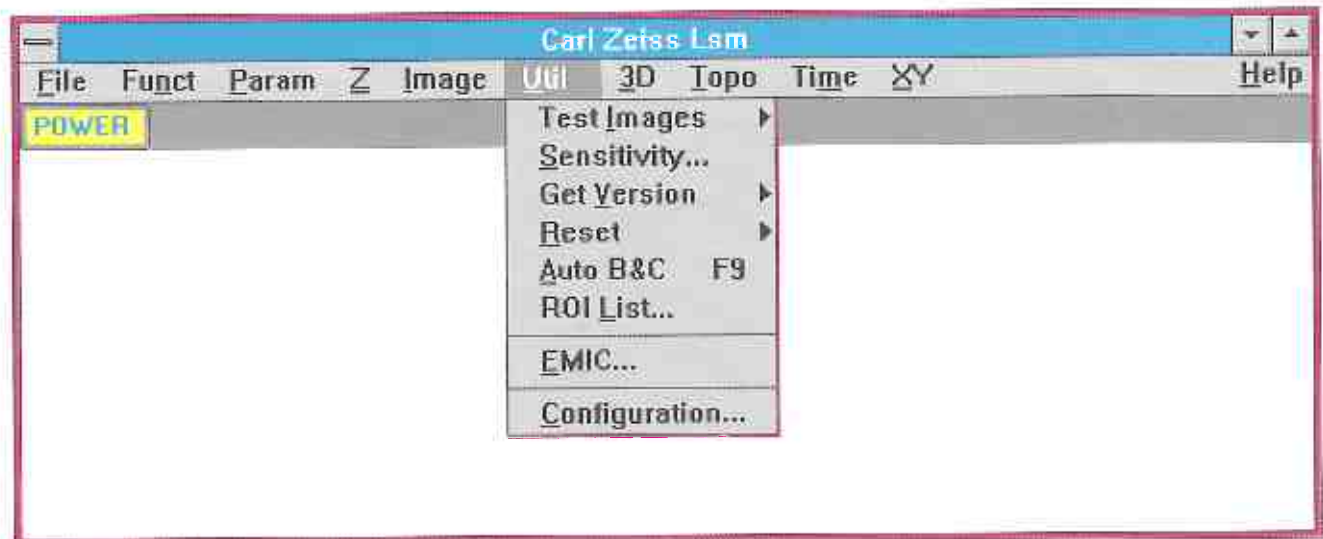 Carl Zeiss Lsm
File Funct Param Z Image Util 3D Topo Time XY Help
POWER
Test Images
Sensitivity...
Get Version
Reset
Auto B&C F9
ROI List...
EMIC...
Configuration...